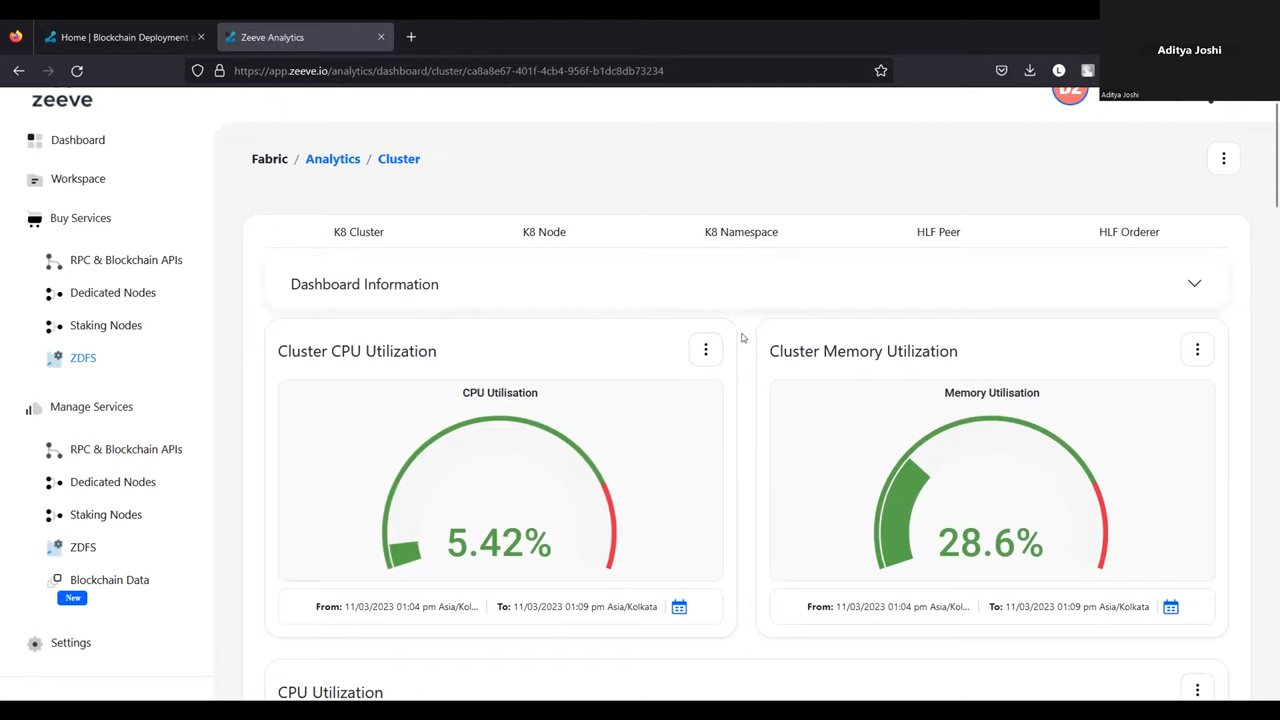 Home | Blockchain Deployment a
Zeeve Analytics
Aditya Joshi
https://app.zeeve.io/analytics/dashboard/cluster/ca8a8e67-401f-4cb4-956f-b1dc8db73234
L
Aditya Joshi
zeeve
DZ
Dashboard
Workspace
Buy Services
RPC & Blockchain APIs
Dedicated Nodes
Staking Nodes
ZDFS
Manage Services
RPC & Blockchain APIs
Dedicated Nodes
Staking Nodes
ZDFS
Blockchain Data
New
Settings
Fabric / Analytics / Cluster
K8 Cluster K8 Node K8 Namespace HLF Peer HLF Orderer
Dashboard Information
Cluster CPU Utilization
CPU Utilisation
5.42%
From: 11/03/2023 01:04 pm Asia/Kol... To: 11/03/2023 01:09 pm Asia/Kolkata
Cluster Memory Utilization
Memory Utilisation
28.6%
From: 11/03/2023 01:04 pm Asia/Kol... To: 11/03/2023 01:09 pm Asia/Kolkata
CPU Utilization